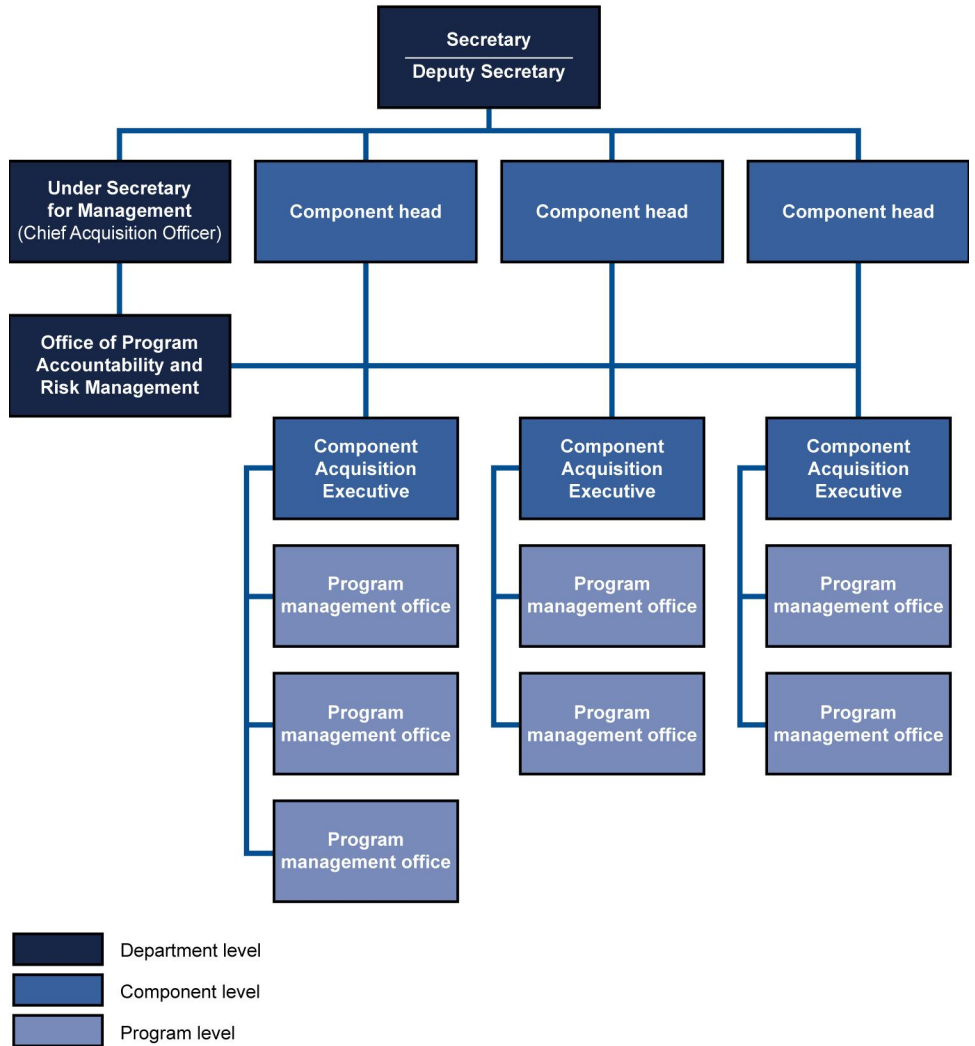 Secretary
Deputy Secretary
Under Secretary
for Management
(Chief Acquisition Officer)
Component head
Component head
Component head
Office of Program
Accountability and
Risk Management
Component
Acquisition
Executive
Component
Acquisition
Executive
Component
Acquisition
Executive
Program
management office
Program
management office
Program
management office
Program
management office
Program
management office
Program
management office
Program
management office
Department level
Component level
Program level